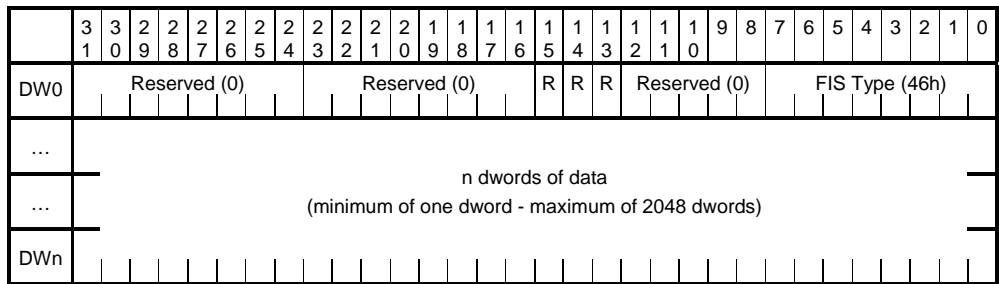 3 3 2 2 2 2 2 2 2 2 2 2 1 1 1 1 1 1 1 1 1 1 9 8 7 6 5 4 3 2 1 0
1 0 9 8 7 6 5 4 3 2 1 0 9 8 7 6 5 4 3 2 1 0
DW0 Reserved (0) Reserved (0) R R R Reserved (0) FIS Type (46h)
…
n dwords of data
… (minimum of one dword - maximum of 2048 dwords)
DWn